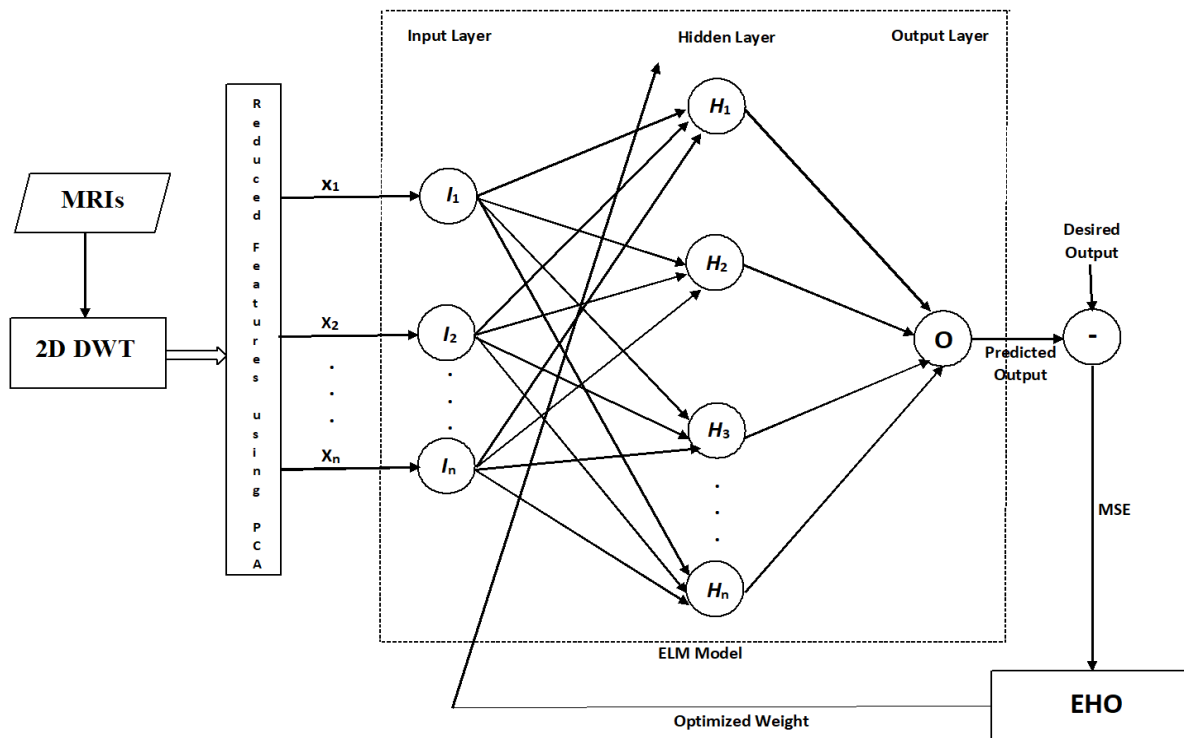 Input Layer
Hidden Layer
Output Layer
Reduced Features using PCA
MRIs
2D DWT
X1
X2
Xn
I1
I2
In
H1
H2
H3
Hn
O
Predicted
Output
Desired
Output
-
MSE
ELM Model
EHO
Optimized Weight